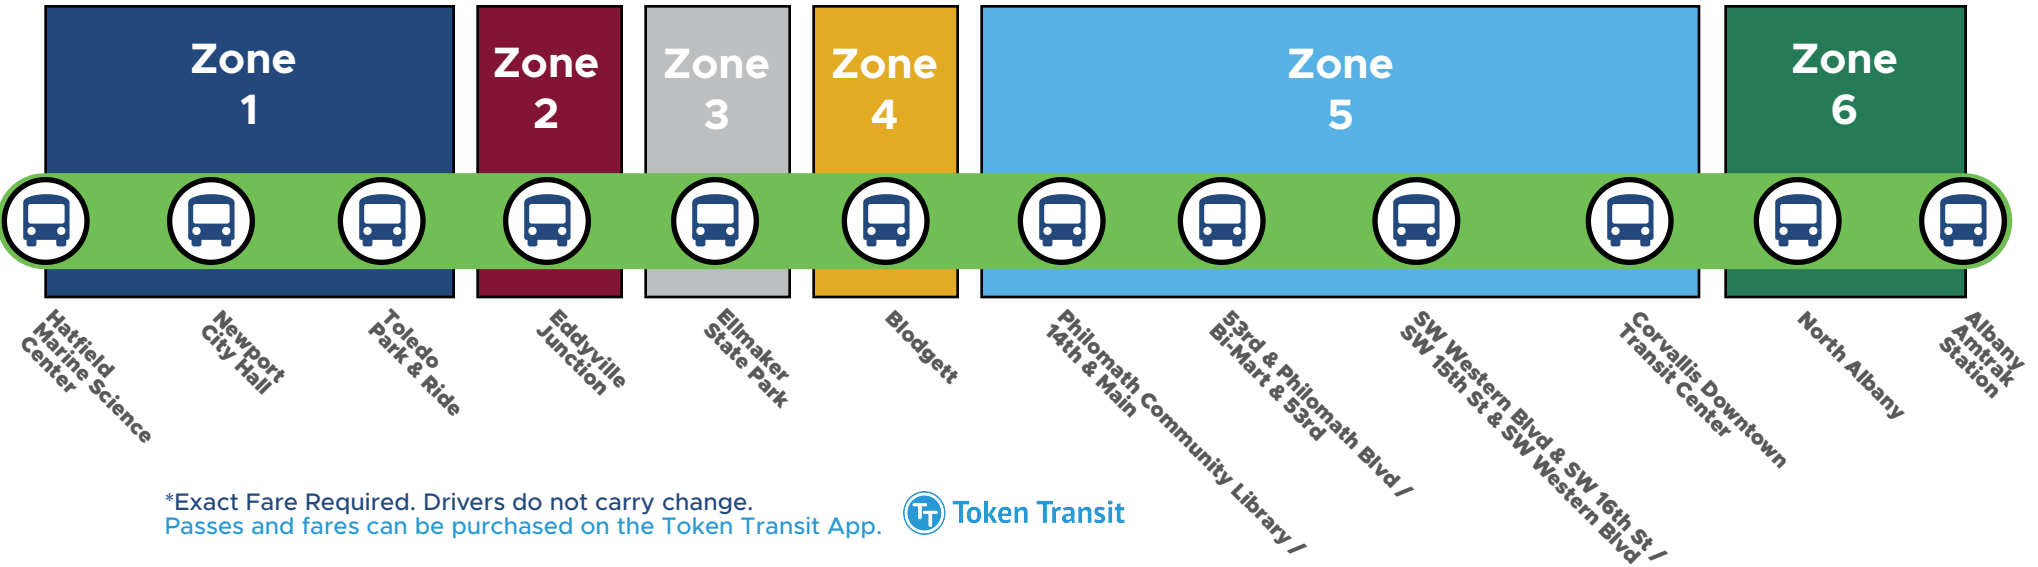 Zone
1
Zone
2
Zone
3
Zone
4
Zone
5
Zone
6
Hatfield
Marine Science
Center
Newport
City Hall
Toledo
Park & Ride
Eddyville
Junction
Ellmaker
State Park
Blodgett
Philomath Community Library /
14th & Main
53rd & Philomath Blvd /
Bi-Mart & 53rd
SW Western Blvd & SW 16th St /
SW 15th St & SW Western Blvd
Corvallis Downtown
Transit Center
North Albany
Albany
Amtrak
Station
*Exact Fare Required. Drivers do not carry change.
Passes and fares can be purchased on the Token Transit App.
TT Token Transit